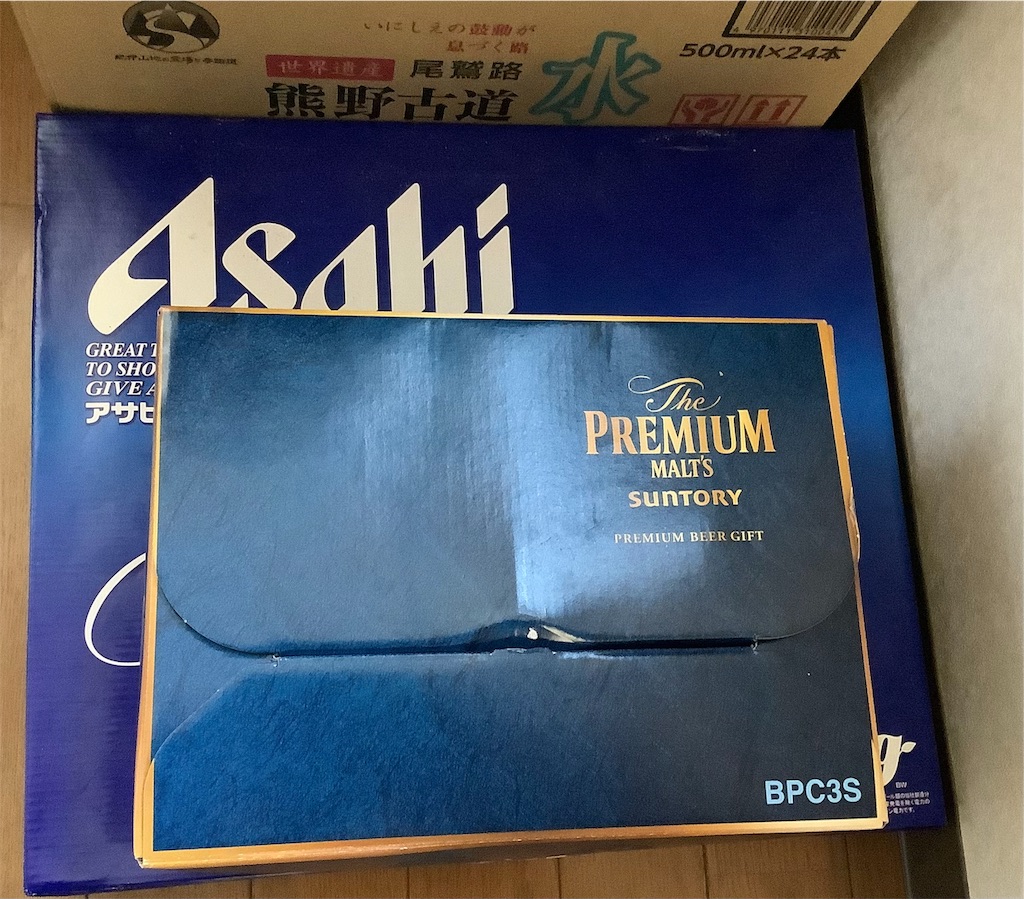 いにしえの鼓動が
息づく路
世界遺産 尾鷲路
熊野古道 水
500ml×24本
Asahi
GREAT
TO SHO
GIVE A
アサヒ
The
PREMIUM
MALT'S
SUNTORY
PREMIUM BEER GIFT
BPC3S
BW